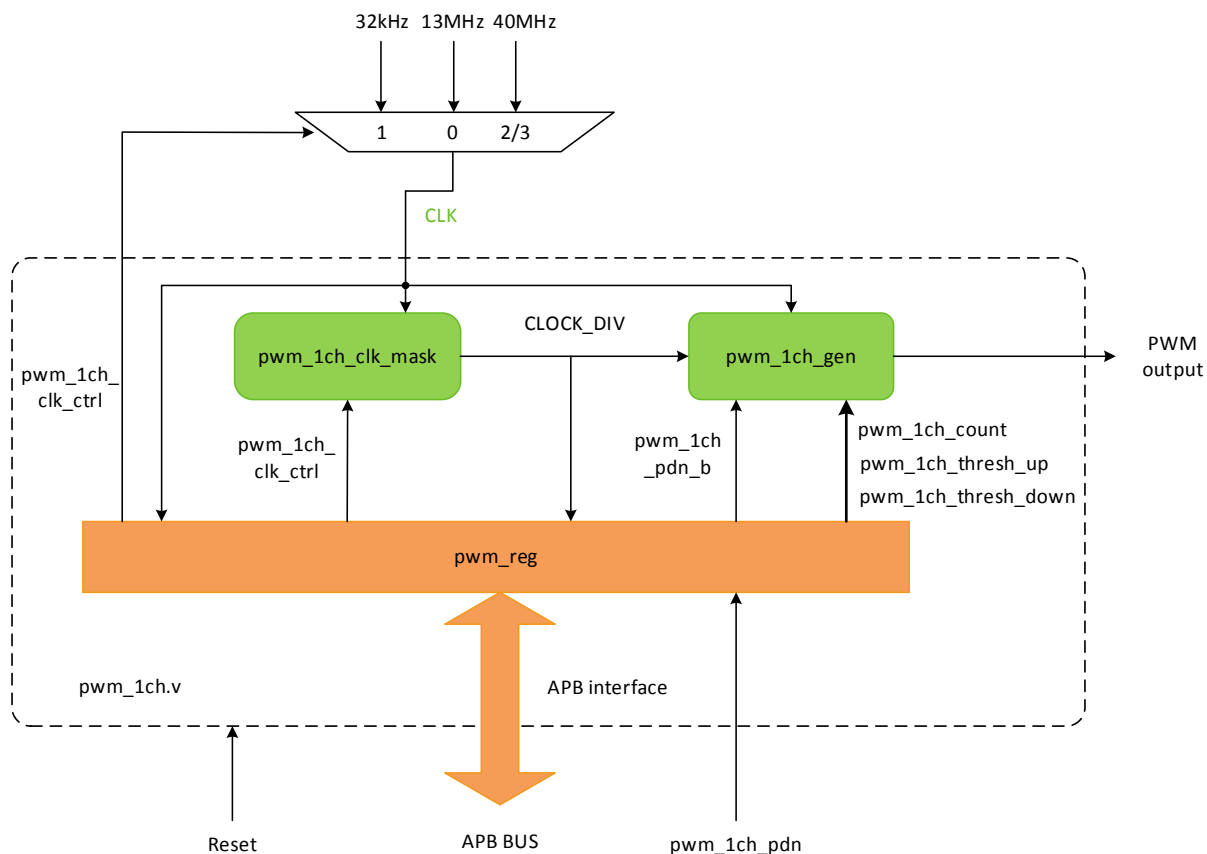 32kHz 13MHz 40MHz
1 0 2/3
CLK
CLOCK_DIV
pwm_1ch_clk_mask
pwm_1ch_gen
PWM
output
pwm_1ch_
clk_ctrl
pwm_1ch_
clk_ctrl
pwm_1ch
_pdn_b
pwm_1ch_count
pwm_1ch_thresh_up
pwm_1ch_thresh_down
pwm_reg
pwm_1ch.v
APB interface
Reset
APB BUS
pwm_1ch_pdn